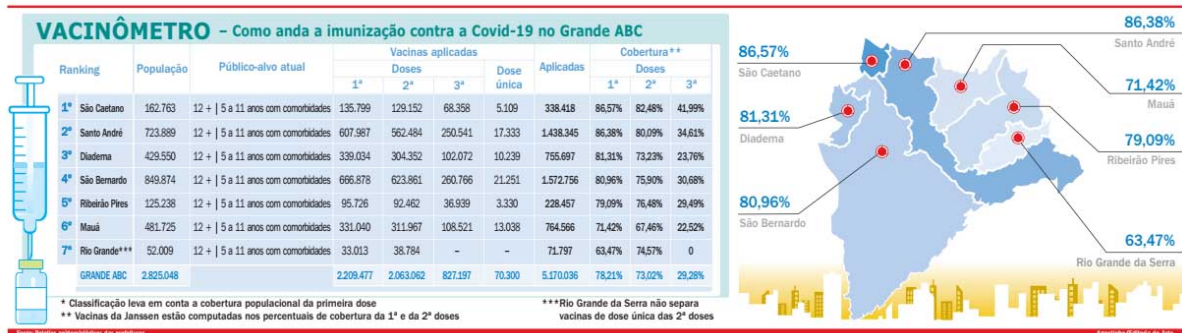 VACINÔMETRO – Como anda a imunização contra a Covid-19 no Grande ABC
Ranking População Público-alvo atual Vacinas aplicadas Aplicadas Cobertura**
Doses Dose única Doses
1ª 2ª 3ª 1ª 2ª 3ª
1º São Caetano 162.763 12 + | 5 a 11 anos com comorbidades 135.799 129.152 68.358 5.109 338.418 86,57% 82,48% 41,99%
2º Santo André 723.889 12 + | 5 a 11 anos com comorbidades 607.987 562.484 250.541 17.333 1.438.345 86,38% 80,09% 34,61%
3º Diadema 429.550 12 + | 5 a 11 anos com comorbidades 339.034 304.352 102.072 10.239 755.697 81,31% 73,23% 23,76%
4º São Bernardo 849.874 12 + | 5 a 11 anos com comorbidades 666.878 623.861 260.766 21.251 1.572.756 80,96% 75,90% 30,68%
5º Ribeirão Pires 125.238 12 + | 5 a 11 anos com comorbidades 95.726 92.462 36.939 3.330 228.457 79,09% 76,48% 29,49%
6º Mauá 481.725 12 + | 5 a 11 anos com comorbidades 331.040 311.967 108.521 13.038 764.566 71,42% 67,46% 22,52%
7º Rio Grande*** 52.009 12 + | 5 a 11 anos com comorbidades 33.013 38.784 – – 71.797 63,47% 74,57% 0
GRANDE ABC 2.825.048 2.209.477 2.063.062 827.197 70.300 5.170.036 78,21% 73,02% 29,28%
* Classificação leva em conta a cobertura populacional da primeira dose
** Vacinas da Janssen estão computadas nos percentuais de cobertura da 1ª e da 2ª doses
***Rio Grande da Serra não separa
vacinas de dose única das 2ª doses
86,57%
São Caetano
81,31%
Diadema
80,96%
São Bernardo
86,38%
Santo André
71,42%
Mauá
79,09%
Ribeirão Pires
63,47%
Rio Grande da Serra
Fonte: Boletins epidemiológicos das prefeituras
Agostinho/Editoria de Arte